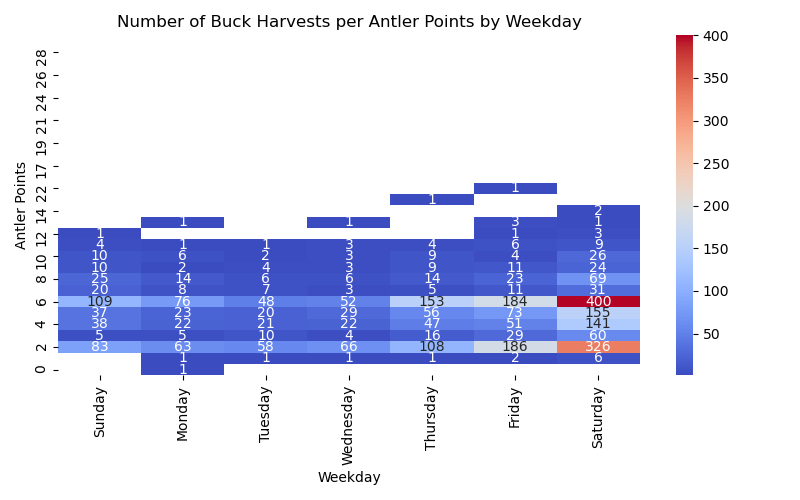 Number of Buck Harvests per Antler Points by Weekday
Antler Points
28
26
24
21
19
17
22
14
12
10
8
6
4
2
0
1
1
2
1 1 3 1
1 1 3
4 1 1 3 4 6 9
10 6 2 3 9 4 26
10 2 4 3 9 11 24
25 14 6 6 14 23 69
20 8 7 3 5 11 31
109 76 48 52 153 184 400
37 23 20 29 56 73 155
38 22 21 22 47 51 141
5 5 10 4 16 29 60
83 63 58 66 108 186 326
1 1 1 1 2 6
1
Sunday
Monday
Tuesday
Wednesday
Thursday
Friday
Saturday
Weekday
400
350
300
250
200
150
100
50